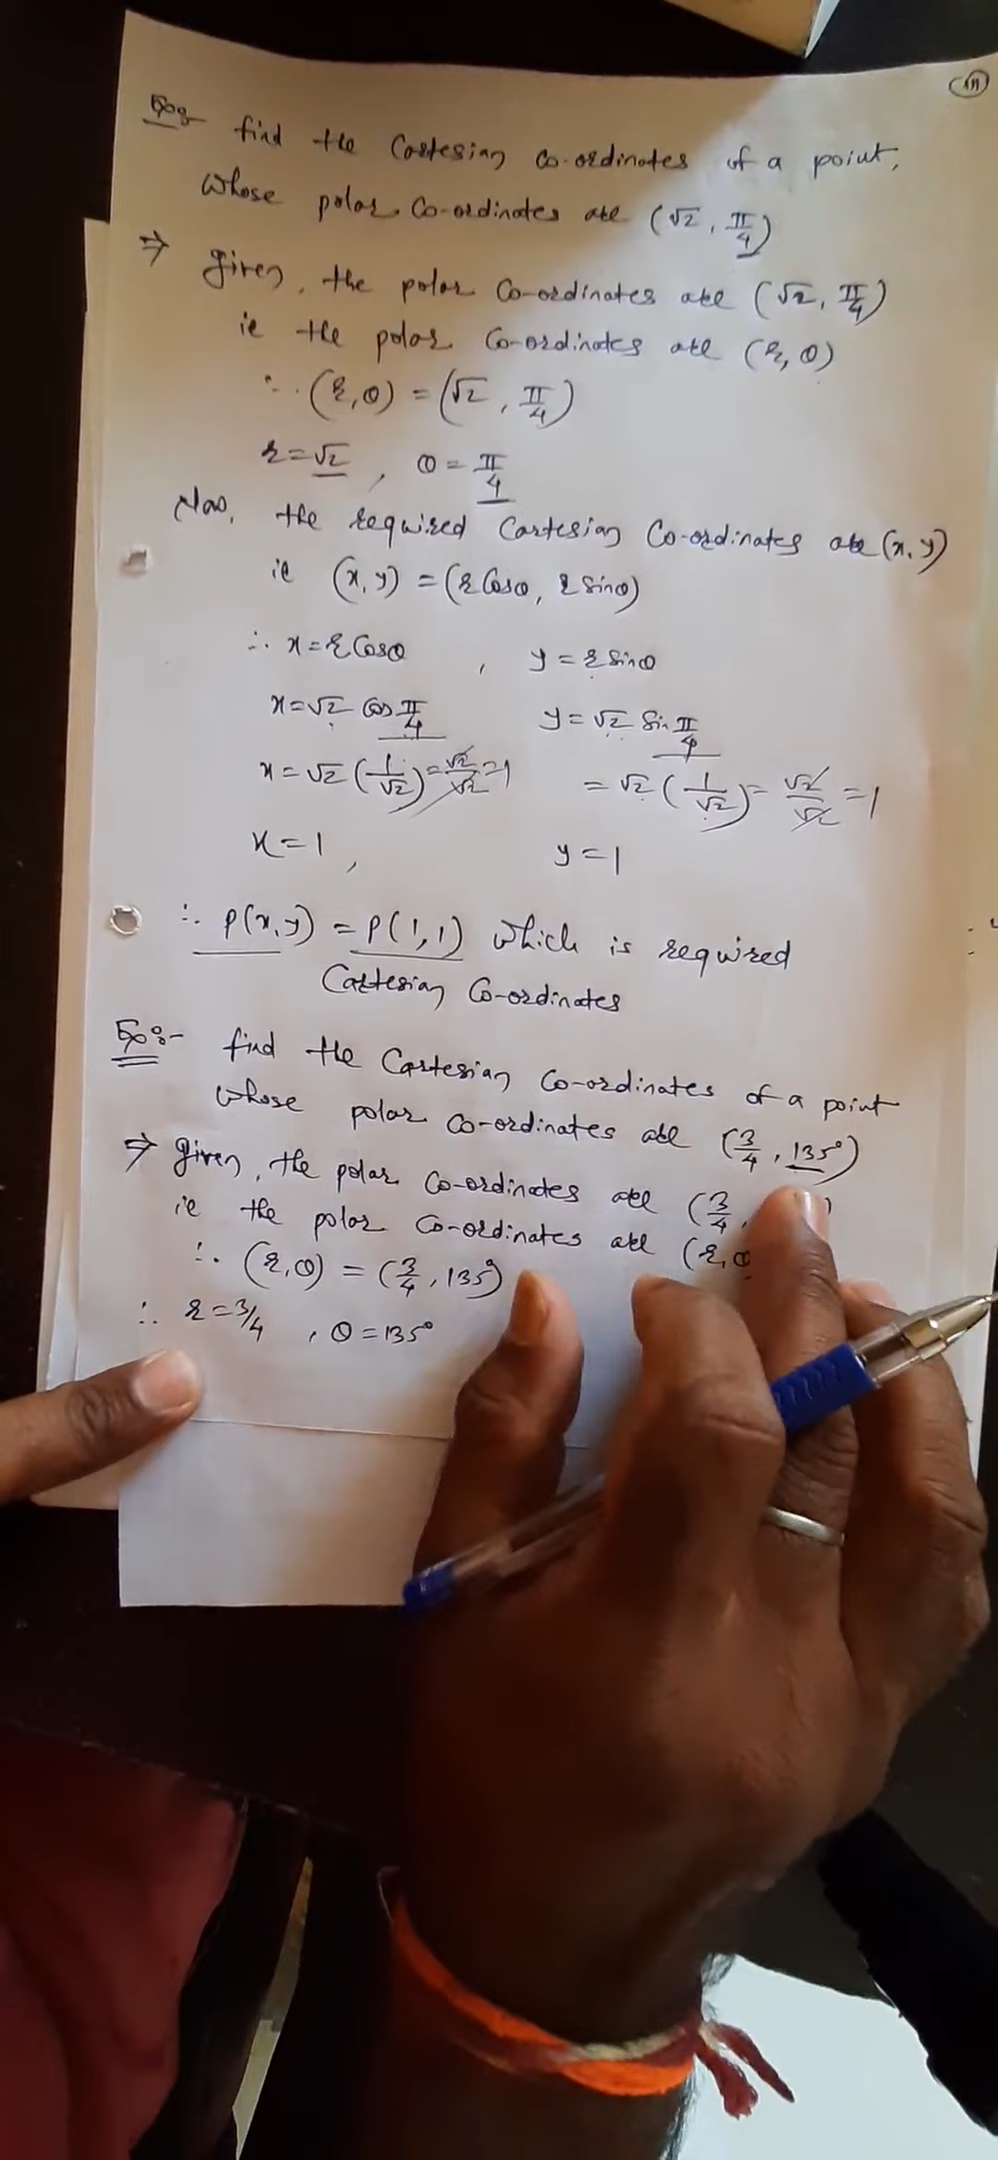 Exo:- find the Cartesian Co-ordinates of a point,
Whose polar Co-ordinates are (√2, π/4)
⇒ given, the polar Co-ordinates are (√2, π/4)
ie the polar Co-ordinates are (r, θ)
∴ (r,θ) = (√2, π/4)
r=√2, θ = π/4
Now, the required Cartesian Co-ordinates are (x, y)
ie (x, y) = (r Cosθ, r Sinθ)
∴ x = r Cosθ , y = r Sinθ
x=√2 Cos π/4 y = √2 Sin π/4
x = √2 (1/√2) = √2/√2 = 1 = √2 (1/√2) = √2/√2 = 1
x = 1, y = 1
∴ P(x,y) = P(1,1) Which is required
Cartesian Co-ordinates
Exo:- find the Cartesian Co-ordinates of a point
Whose polar Co-ordinates are (3/4, 135°)
⇒ given, the polar Co-ordinates are (3/4,
ie the polar Co-ordinates are (r, θ
∴ (r,θ) = (3/4, 135°)
∴ r = 3/4 , θ = 135°